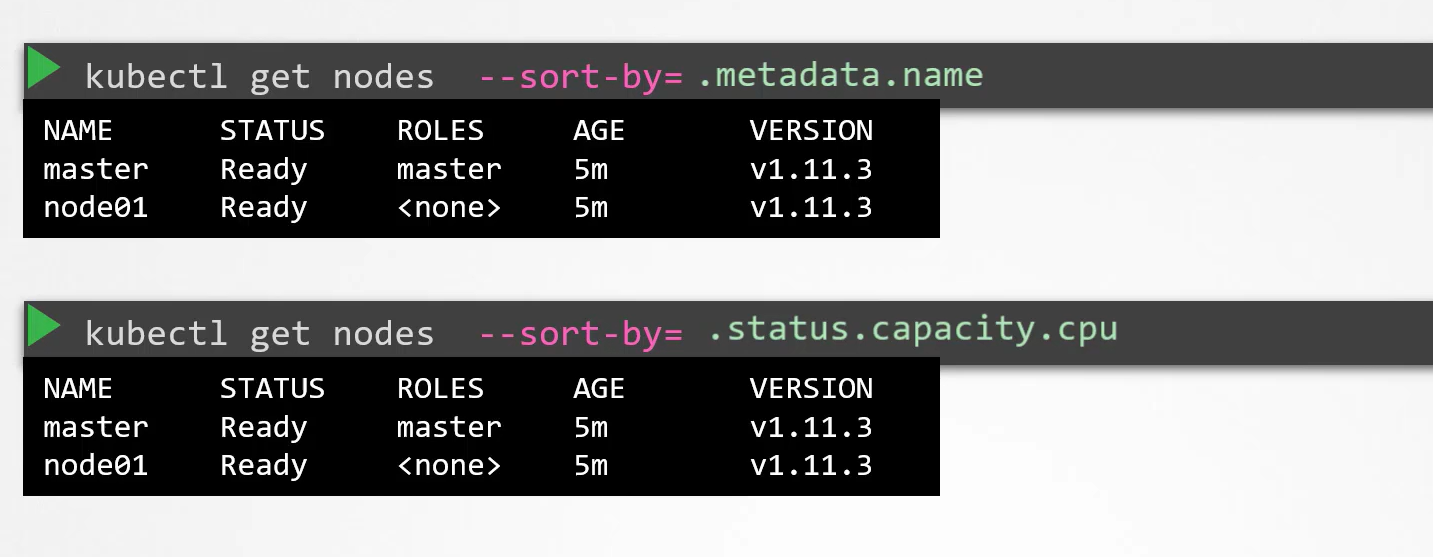 kubectl get nodes --sort-by= .metadata.name
NAME STATUS ROLES AGE VERSION
master Ready master 5m v1.11.3
node01 Ready <none> 5m v1.11.3
kubectl get nodes --sort-by= .status.capacity.cpu
NAME STATUS ROLES AGE VERSION
master Ready master 5m v1.11.3
node01 Ready <none> 5m v1.11.3